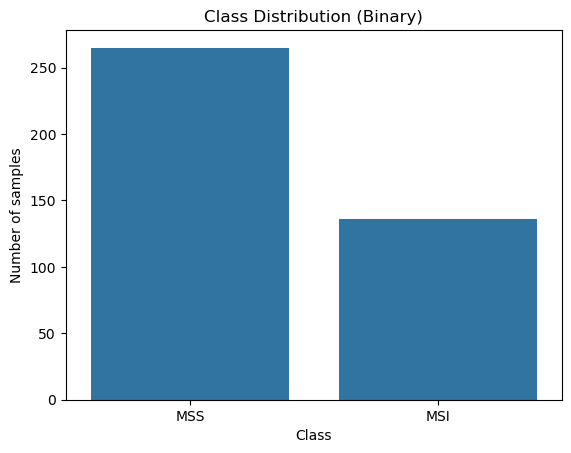 Class Distribution (Binary)
Number of samples
250
200
150
100
50
0
MSS
MSI
Class